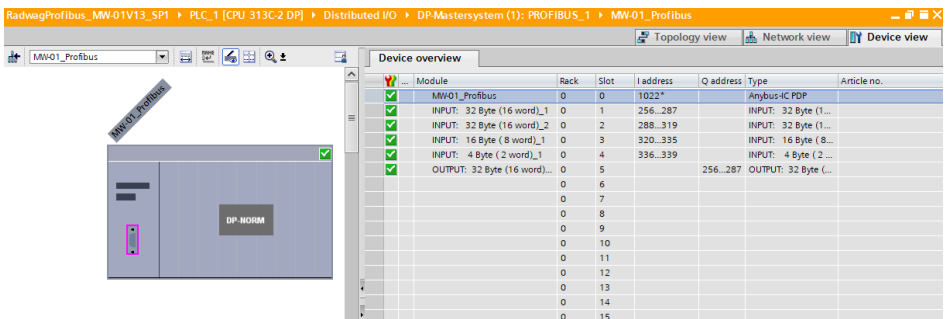 RadwagProfibus_MW-01V13_SP1 ▸ PLC_1 [CPU 313C-2 DP] ▸ Distributed I/O ▸ DP-Mastersystem (1): PROFIBUS_1 ▸ MW-01_Profibus
Topology view Network view Device view
MW-01_Profibus
Device overview
... Module Rack Slot I address Q address Type Article no.
MW-01_Profibus 0 0 1022* Anybus-IC PDP
INPUT: 32 Byte (16 word)_1 0 1 256...287 INPUT: 32 Byte (1...
INPUT: 32 Byte (16 word)_2 0 2 288...319 INPUT: 32 Byte (1...
INPUT: 16 Byte ( 8 word)_1 0 3 320...335 INPUT: 16 Byte ( 8...
INPUT: 4 Byte ( 2 word)_1 0 4 336...339 INPUT: 4 Byte ( 2 ...
OUTPUT: 32 Byte (16 word)... 0 5 256...287 OUTPUT: 32 Byte (...
0 6
0 7
0 8
0 9
0 10
0 11
0 12
0 13
0 14
0 15
MW-01_Profibus
DP-NORM